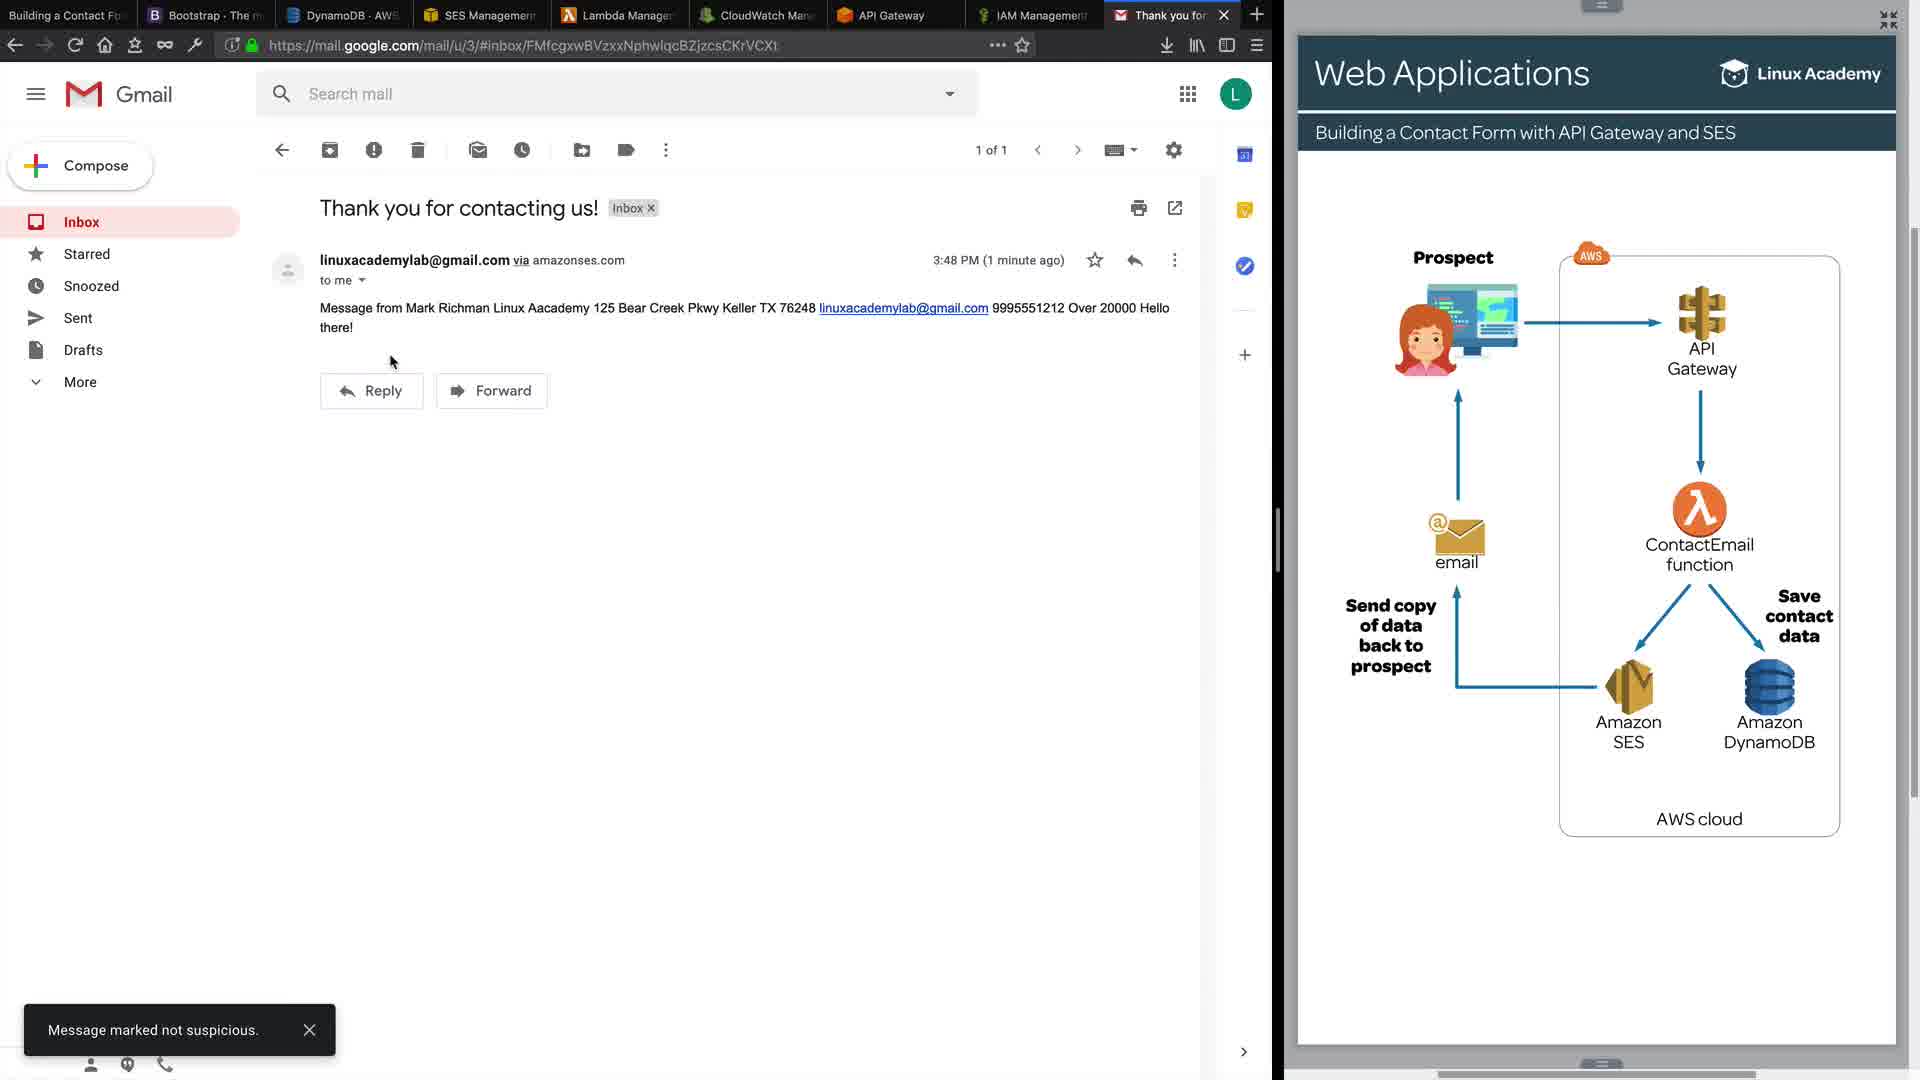 Building a Contact Fo
Bootstrap · The m
DynamoDB · AWS
SES Management
Lambda Manage
CloudWatch Man
API Gateway
IAM Management
Thank you for
https://mail.google.com/mail/u/3/#inbox/FMfcgxwBVzxxNphwlqcBZjzcsCKrVCXt
Gmail
Search mail
L
Compose
1 of 1
31
Inbox
Starred
Snoozed
Sent
Drafts
More
Thank you for contacting us!
Inbox
linuxacademylab@gmail.com via amazonses.com
3:48 PM (1 minute ago)
to me
Message from Mark Richman Linux Aacademy 125 Bear Creek Pkwy Keller TX 76248 linuxacademylab@gmail.com 9995551212 Over 20000 Hello
there!
Reply
Forward
Message marked not suspicious.
Web Applications
Linux Academy
Building a Contact Form with API Gateway and SES
Prospect
AWS
API
Gateway
ContactEmail
function
@
email
Send copy
of data
back to
prospect
Save
contact
data
Amazon
SES
Amazon
DynamoDB
AWS cloud